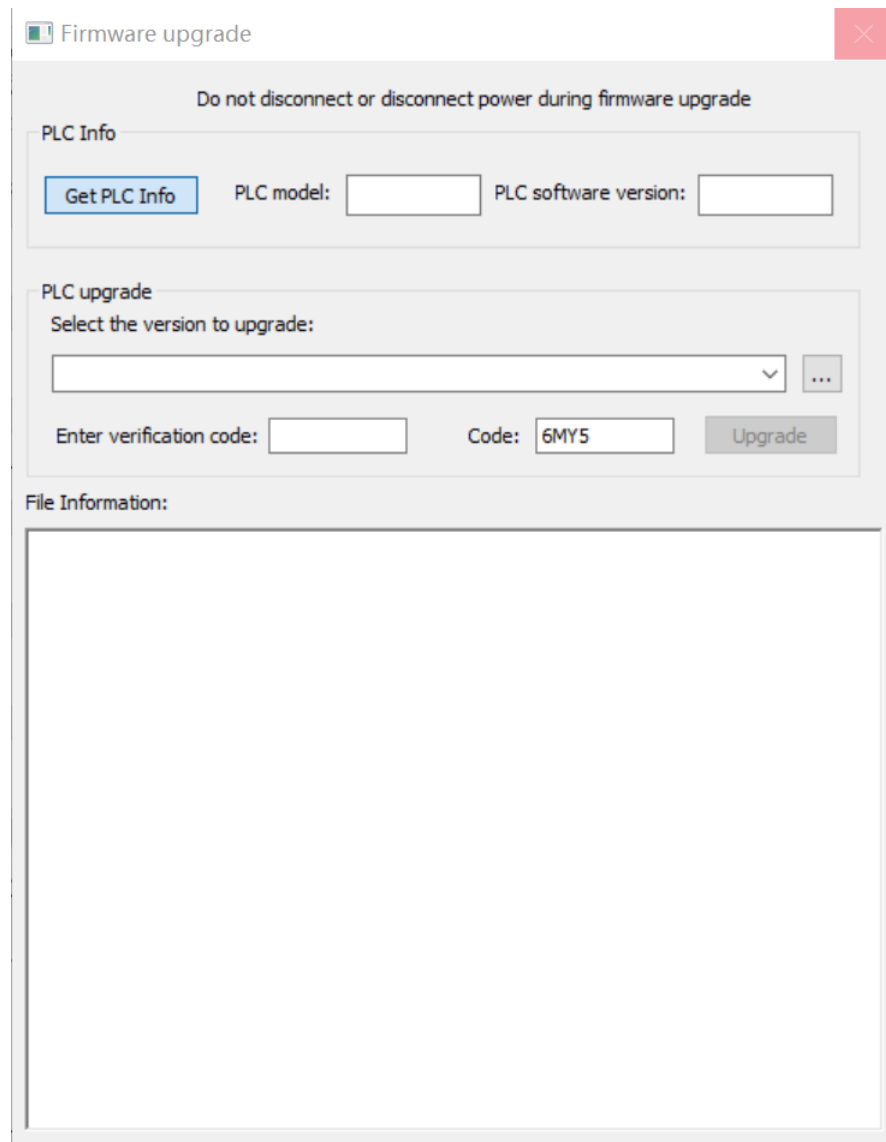 Firmware upgrade
Do not disconnect or disconnect power during firmware upgrade
PLC Info
Get PLC Info PLC model: PLC software version:
PLC upgrade
Select the version to upgrade:
...
Enter verification code: Code: 6MY5 Upgrade
File Information: